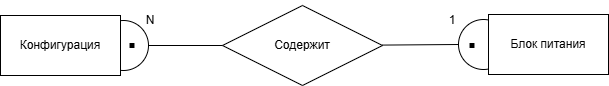 N
1
Конфигурация
Содержит
Блок питания